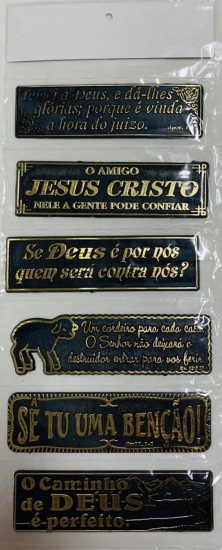 Temei a Deus, e dá-lhes
glórias; porque é vinda
a hora do juízo.
O AMIGO
JESUS CRISTO
NELE A GENTE PODE CONFIAR
Se Deus é por nós
quem será contra nós?
Um cordeiro para cada casa.
O Senhor não deixará o
destruidor entrar para vos ferir.
SÊ TU UMA BENÇÃO!
O Caminho
de DEUS
é perfeito.